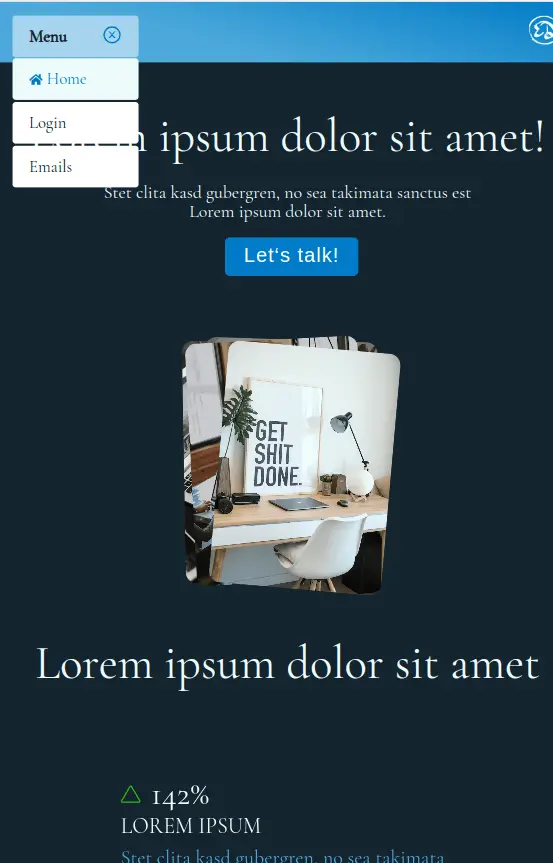 Menu
Home
Login
Emails
ipsum dolor sit amet!
Stet clita kasd gubergren, no sea takimata sanctus est
Lorem ipsum dolor sit amet.
Let‘s talk!
GET
SHIT
DONE.
Lorem ipsum dolor sit amet
142%
LOREM IPSUM
Stet clita kasd gubergren, no sea takimata